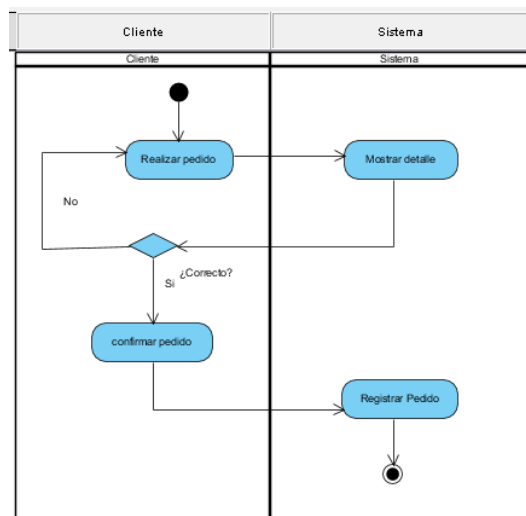 Cliente
Sistema
Cliente
Sistema
Realizar pedido
Mostrar detalle
No
¿Correcto?
Si
confirmar pedido
Registrar Pedido